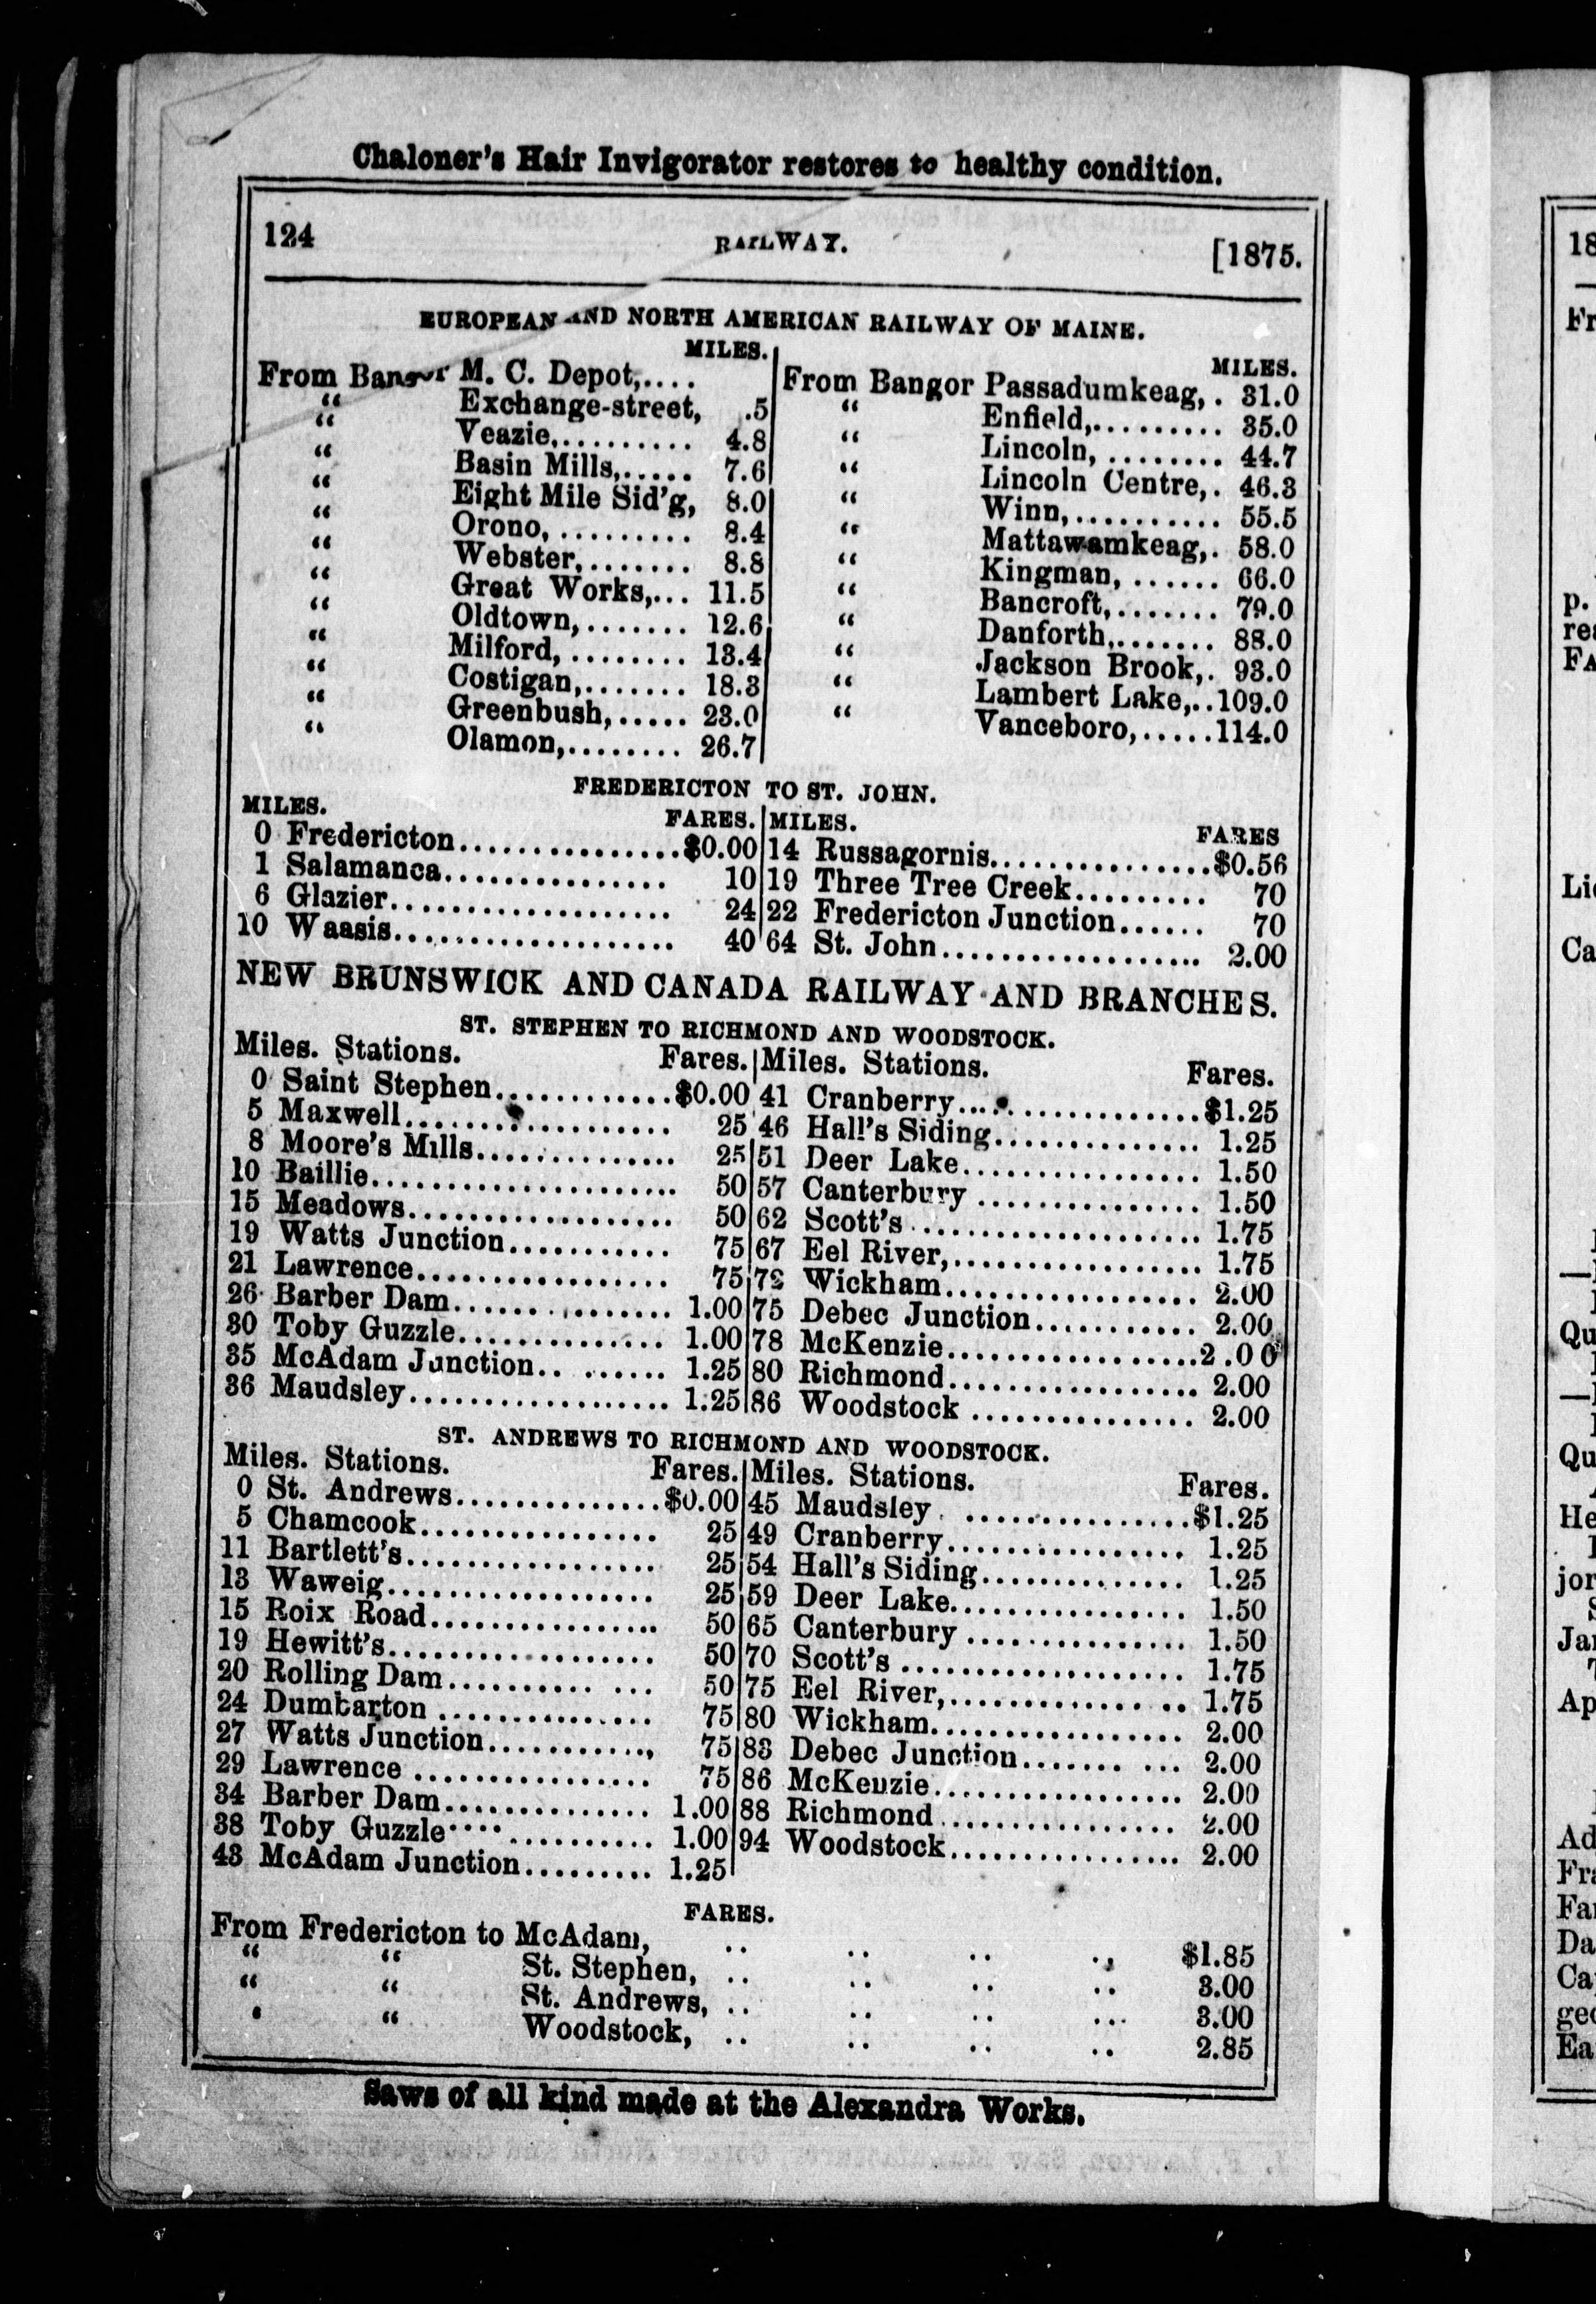 Chaloner's Hair Invigorator restores to healthy condition.
124 RAILWAY. [1875.
EUROPEAN AND NORTH AMERICAN RAILWAY OF MAINE.
MILES.
From Bangor M. C. Depot,....
“ Exchange-street, .5
“ Veazie,.......... 4.8
“ Basin Mills,..... 7.6
“ Eight Mile Sid'g, 8.0
“ Orono, .......... 8.4
“ Webster,........ 8.8
“ Great Works,... 11.5
“ Oldtown,....... 12.6
“ Milford, ........ 13.4
“ Costigan,....... 18.3
“ Greenbush,..... 23.0
“ Olamon,........ 26.7
MILES.
From Bangor Passadumkeag,. 31.0
“ Enfield,......... 35.0
“ Lincoln, ........ 44.7
“ Lincoln Centre,. 46.3
“ Winn,........... 55.5
“ Mattawamkeag,. 58.0
“ Kingman, ...... 66.0
“ Bancroft,........ 79.0
“ Danforth,........ 88.0
“ Jackson Brook,. 93.0
“ Lambert Lake,..109.0
“ Vanceboro,.....114.0
FREDERICTON TO ST. JOHN.
MILES. FARES.
0 Fredericton................$0.00
1 Salamanca................ 10
6 Glazier.................... 24
10 Waasis.................... 40
MILES. FARES
14 Russagornis................$0.56
19 Three Tree Creek......... 70
22 Fredericton Junction...... 70
64 St. John................... 2.00
NEW BRUNSWICK AND CANADA RAILWAY AND BRANCHES.
ST. STEPHEN TO RICHMOND AND WOODSTOCK.
Miles. Stations. Fares.
0 Saint Stephen.............$0.00
5 Maxwell................... 25
8 Moore's Mills............... 25
10 Baillie...................... 50
15 Meadows................... 50
19 Watts Junction............ 75
21 Lawrence.................. 75
26 Barber Dam............... 1.00
30 Toby Guzzle............... 1.00
35 McAdam Junction.. ....... 1.25
36 Maudsley................... 1.25
Miles. Stations. Fares.
41 Cranberry..................$1.25
46 Hall's Siding............... 1.25
51 Deer Lake................. 1.50
57 Canterbury ................ 1.50
62 Scott's..................... 1.75
67 Eel River,.................. 1.75
72 Wickham.................. 2.00
75 Debec Junction............ 2.00
78 McKenzie..................2.00
80 Richmond.................. 2.00
86 Woodstock ................ 2.00
ST. ANDREWS TO RICHMOND AND WOODSTOCK.
Miles. Stations. Fares.
0 St. Andrews...............$0.00
5 Chamcook................. 25
11 Bartlett's.................. 25
13 Waweig................... 25
15 Roix Road................. 50
19 Hewitt's.................... 50
20 Rolling Dam.......... ... 50
24 Dumbarton ............... 75
27 Watts Junction............ 75
29 Lawrence ................. 75
34 Barber Dam............... 1.00
38 Toby Guzzle.............. 1.00
43 McAdam Junction......... 1.25
Miles. Stations. Fares.
45 Maudsley. ................$1.25
49 Cranberry................. 1.25
54 Hall's Siding............... 1.25
59 Deer Lake................. 1.50
65 Canterbury ................ 1.50
70 Scott's .................... 1.75
75 Eel River,................. 1.75
80 Wickham.................. 2.00
83 Debec Junction....... ... 2.00
86 McKenzie.................. 2.00
88 Richmond................. 2.00
94 Woodstock................. 2.00
FARES.
From Fredericton to McAdam, .. .. .. .. $1.85
“ “ St. Stephen, .. .. .. .. 3.00
“ “ St. Andrews, .. .. .. ... 3.00
“ “ Woodstock, .. .. .. .. 2.85
Saws of all kind made at the Alexandra Works.